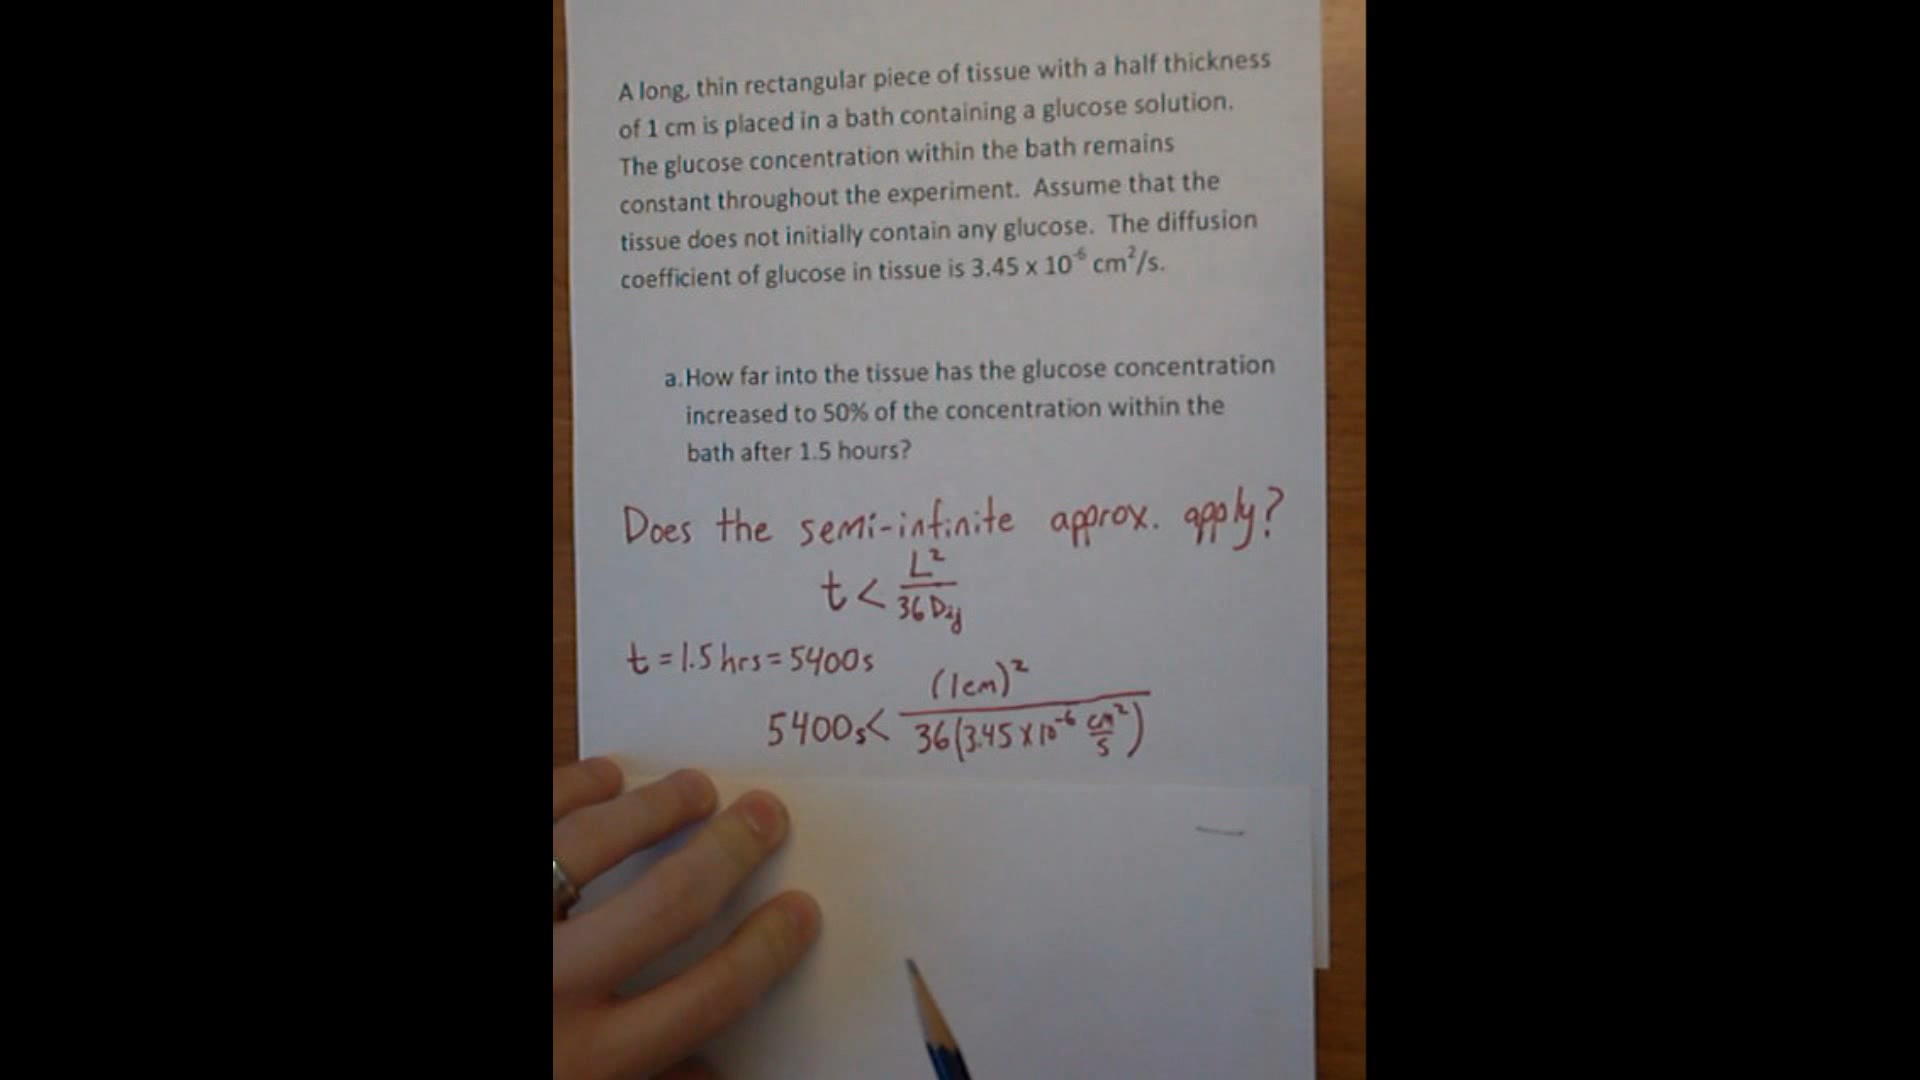 A long, thin rectangular piece of tissue with a half thickness
of 1 cm is placed in a bath containing a glucose solution.
The glucose concentration within the bath remains
constant throughout the experiment. Assume that the
tissue does not initially contain any glucose. The diffusion
coefficient of glucose in tissue is 3.45 x 10⁻⁶ cm²/s.
a. How far into the tissue has the glucose concentration
increased to 50% of the concentration within the
bath after 1.5 hours?
Does the semi-infinite approx. apply?
t < L²/36Dij
t = 1.5 hrs = 5400s
5400s < (1cm)²/36(3.45 x 10⁻⁶ cm²/s)